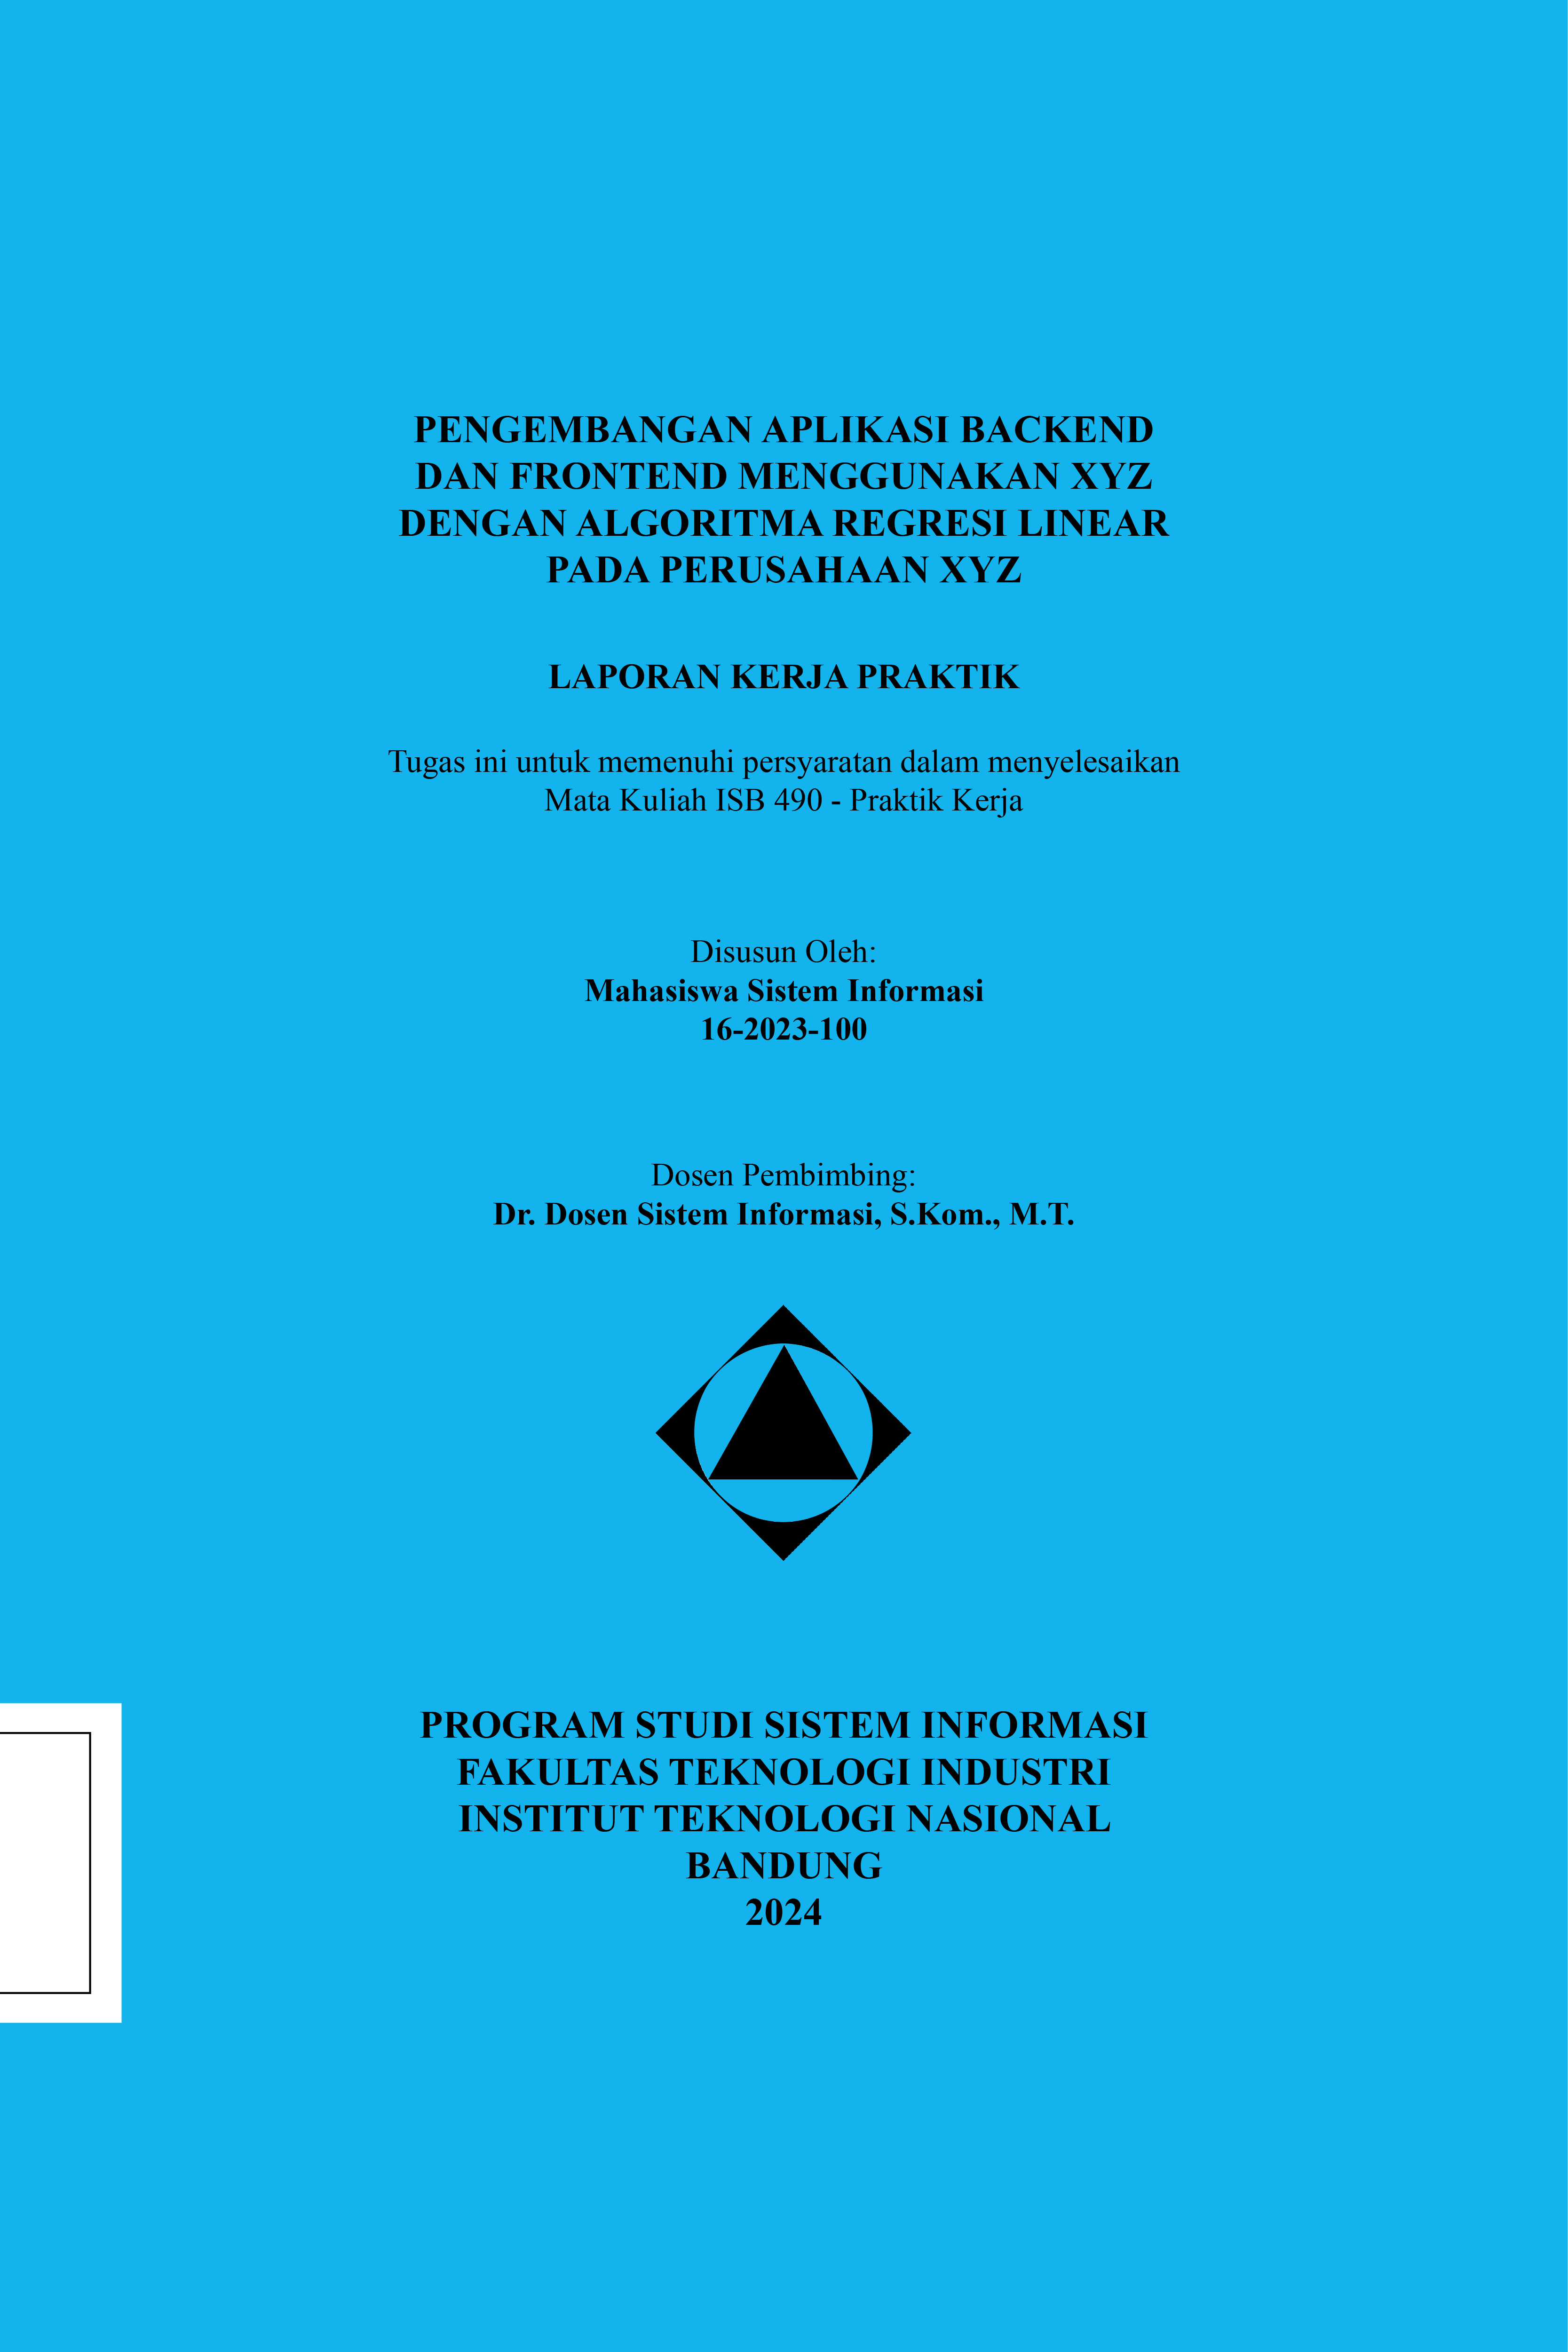 PENGEMBANGAN APLIKASI BACKEND
DAN FRONTEND MENGGUNAKAN XYZ
DENGAN ALGORITMA REGRESI LINEAR
PADA PERUSAHAAN XYZ
LAPORAN KERJA PRAKTIK
Tugas ini untuk memenuhi persyaratan dalam menyelesaikan
Mata Kuliah ISB 490 - Praktik Kerja
Disusun Oleh:
Mahasiswa Sistem Informasi
16-2023-100
Dosen Pembimbing:
Dr. Dosen Sistem Informasi, S.Kom., M.T.
PROGRAM STUDI SISTEM INFORMASI
FAKULTAS TEKNOLOGI INDUSTRI
INSTITUT TEKNOLOGI NASIONAL
BANDUNG
2024